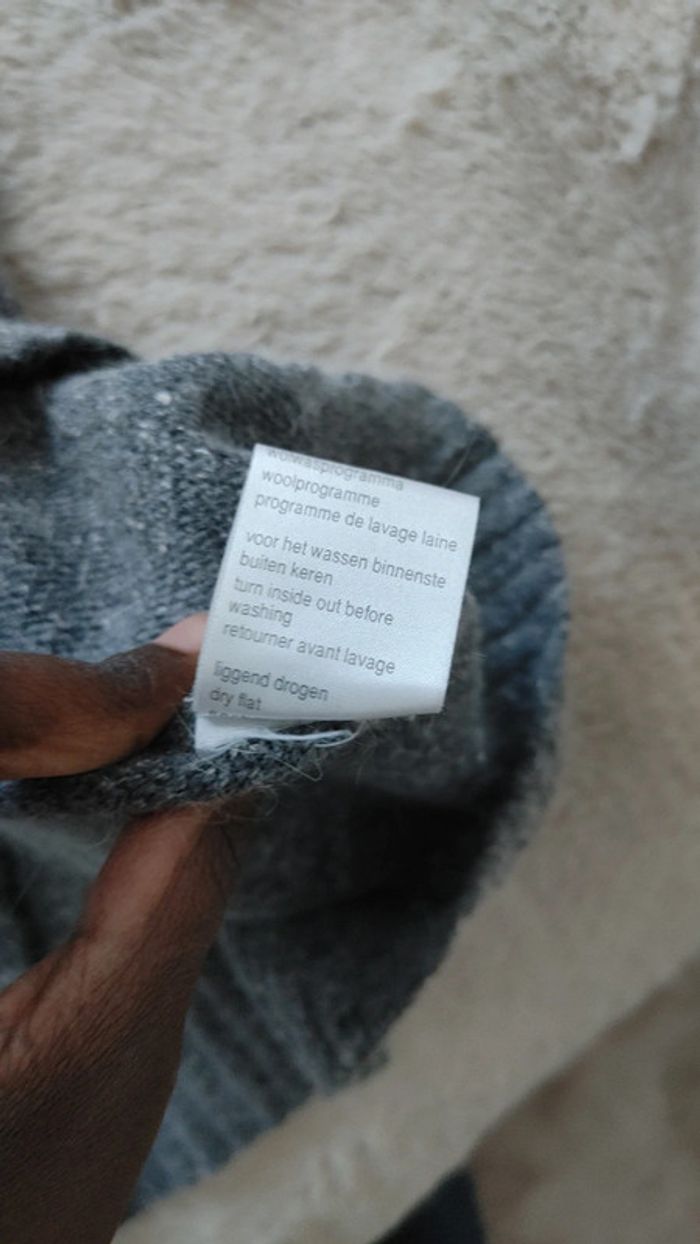 wolwasprogramma
woolprogramme
programme de lavage laine
voor het wassen binnenste
buiten keren
turn inside out before
washing
retourner avant lavage
liggend drogen
dry flat